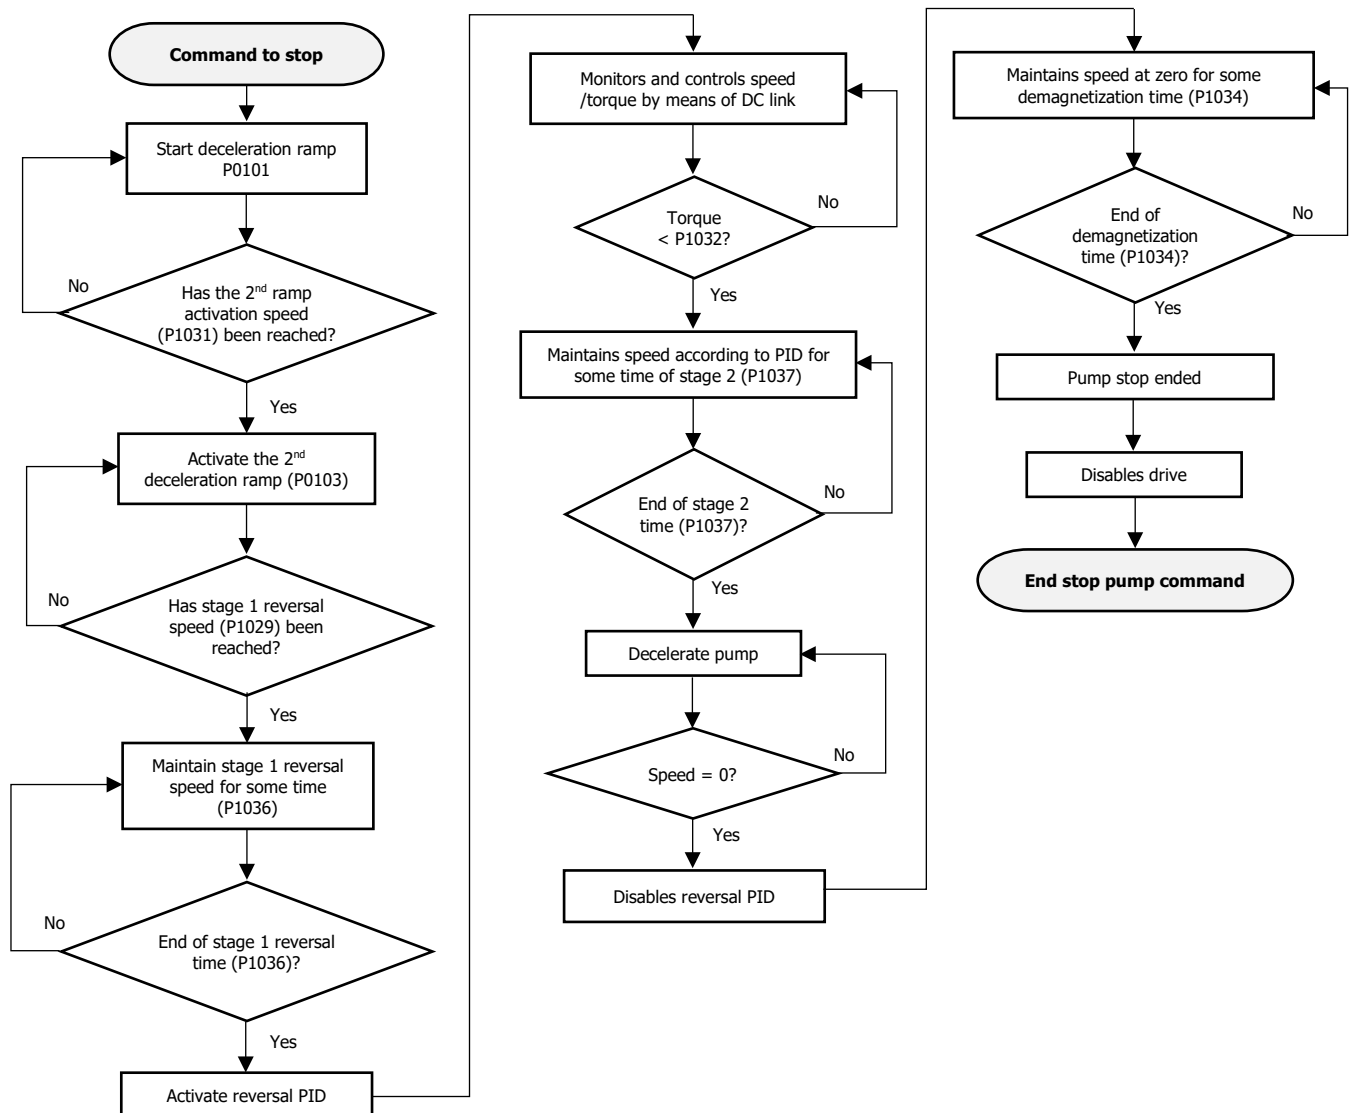 Command to stop
Start deceleration ramp
P0101
No
Has the 2nd ramp
activation speed
(P1031) been reached?
Yes
Activate the 2nd
deceleration ramp (P0103)
No
Has stage 1 reversal
speed (P1029) been
reached?
Yes
Maintain stage 1 reversal
speed for some time
(P1036)
No
End of stage 1 reversal
time (P1036)?
Yes
Activate reversal PID
Monitors and controls speed
/torque by means of DC link
No
Torque
< P1032?
Yes
Maintains speed according to PID for
some time of stage 2 (P1037)
No
End of stage 2
time (P1037)?
Yes
Decelerate pump
No
Speed = 0?
Yes
Disables reversal PID
Maintains speed at zero for some
demagnetization time (P1034)
No
End of
demagnetization
time (P1034)?
Yes
Pump stop ended
Disables drive
End stop pump command